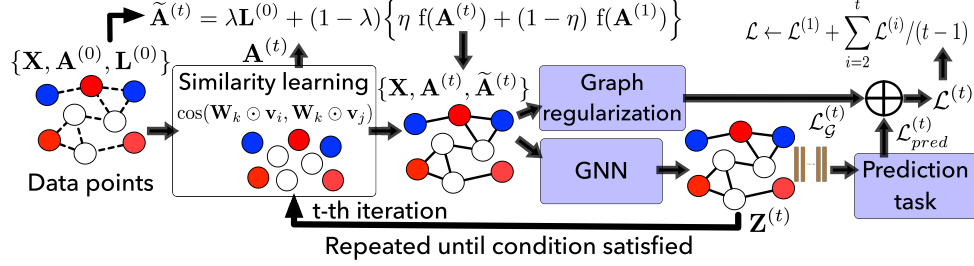 Ã^(t) = λL^(0) + (1 − λ){η f(A^(t)) + (1 − η) f(A^(1))}
ℒ ← ℒ^(1) + ∑_{i=2}^{t} ℒ^(i)/(t − 1)
{X, A^(0), L^(0)}
A^(t)
Similarity learning
cos(W_k ⊙ v_i, W_k ⊙ v_j)
{X, A^(t), Ã^(t)}
Graph
regularization
ℒ_𝒢^(t)
ℒ^(t)
ℒ_pred^(t)
Data points
GNN
...
Prediction
task
t-th iteration
Z^(t)
Repeated until condition satisfied